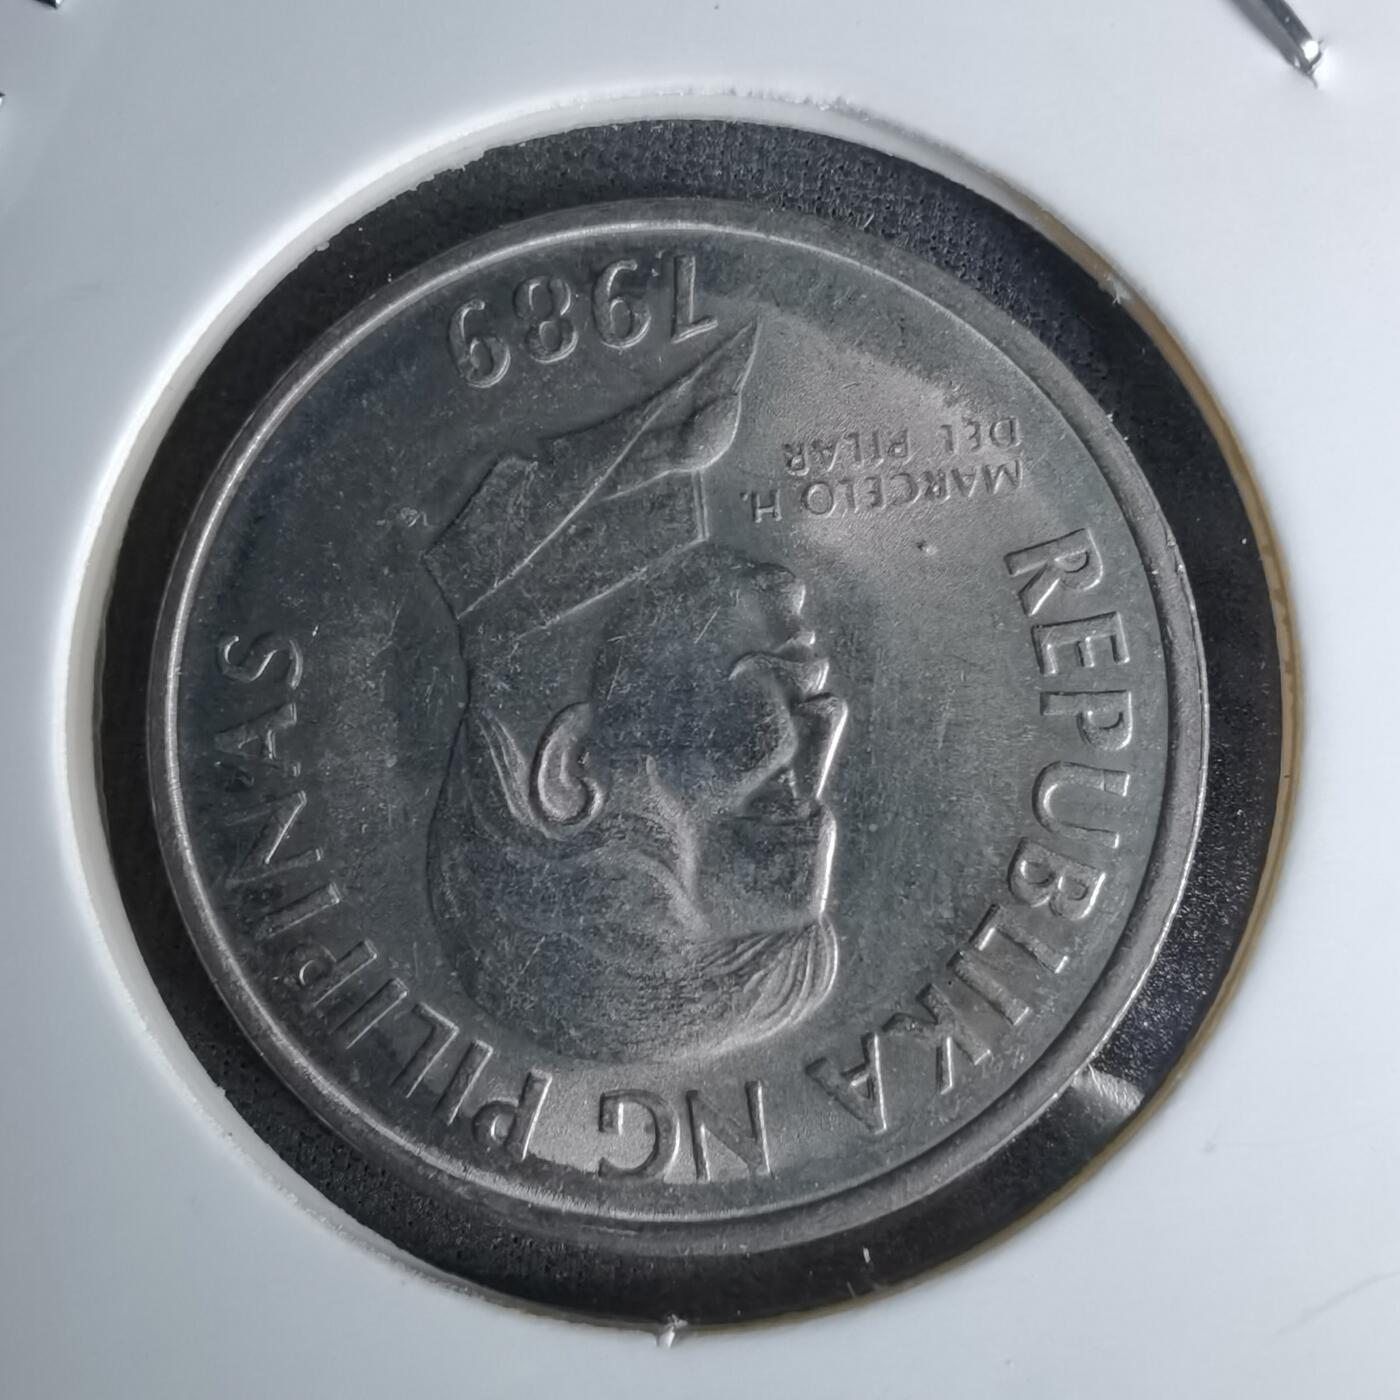 REPUBLIKA NG PILIPINAS
MARCELO H.
DEL PILAR
1989